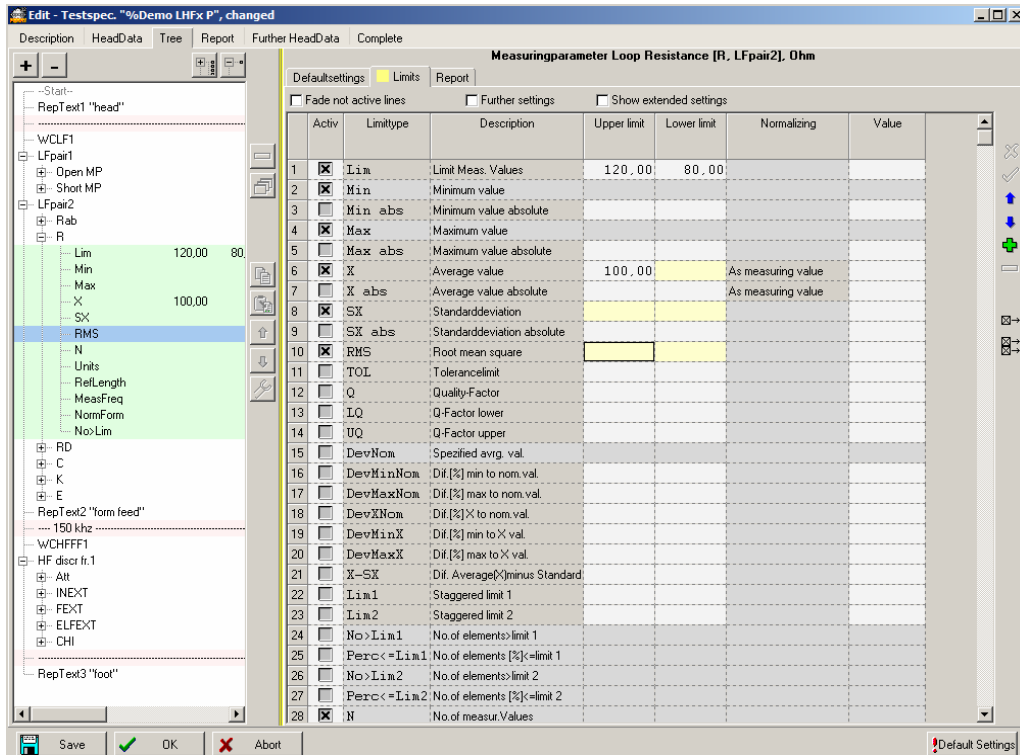 Edit - Testspec. "%Demo LHFx P", changed
Description HeadData Tree Report Further HeadData Complete
Measuringparameter Loop Resistance [R, LFpair2], Ohm
Defaultsettings Limits Report
Fade not active lines Further settings Show extended settings
--Start--
RepText1 "head"
WCLF1
LFpair1
Open MP
Short MP
LFpair2
Rab
R
Lim 120,00 80,
Min
Max
X 100,00
SX
RMS
N
Units
RefLength
MeasFreq
NormForm
No>Lim
RD
C
K
E
RepText2 "form feed"
---- 150 khz
WCHFFF1
HF discr fr.1
Att
INEXT
FEXT
ELFEXT
CHI
RepText3 "foot"
Activ Limittype Description Upper limit Lower limit Normalizing Value
1 Lim Limit Meas. Values 120,00 80,00
2 Min Minimum value
3 Min abs Minimum value absolute
4 Max Maximum value
5 Max abs Maximum value absolute
6 X Average value 100,00 As measuring value
7 X abs Average value absolute As measuring value
8 SX Standarddeviation
9 SX abs Standarddeviation absolute
10 RMS Root mean square
11 TOL Tolerancelimit
12 Q Quality-Factor
13 LQ Q-Factor lower
14 UQ Q-Factor upper
15 DevNom Spezified avrg. val.
16 DevMinNom Dif.[%] min to nom.val.
17 DevMaxNom Dif.[%] max to nom.val.
18 DevXNom Dif.[%] X to nom.val.
19 DevMinX Dif.[%] min to X val.
20 DevMaxX Dif.[%] max to X val.
21 X-SX Dif. Average(X)minus Standard
22 Lim1 Staggered limit 1
23 Lim2 Staggered limit 2
24 No>Lim1 No.of elements>limit 1
25 Perc<=Lim1 No.of elements [%]<=limit 1
26 No>Lim2 No.of elements>limit 2
27 Perc<=Lim2 No.of elements [%]<=limit 2
28 N No.of measur.Values
Save OK Abort Default Settings